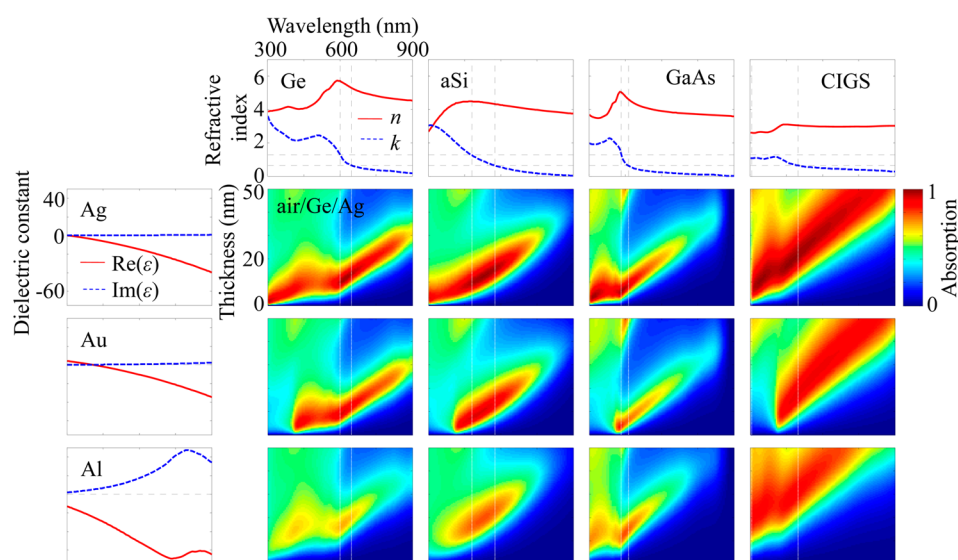 Wavelength (nm)
300 600 900
Refractive index
6
4
2
0
Ge
n
k
aSi
GaAs
CIGS
Dielectric constant
40
0
-60
Ag
Re(ε)
Im(ε)
Thickness (nm)
50
20
0
air/Ge/Ag
1
0
Absorption
Au
Al